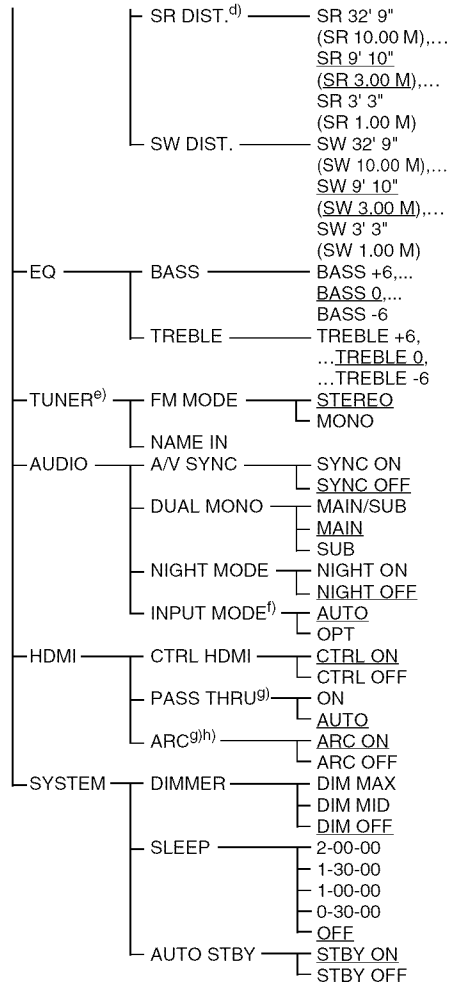 SR DIST.d) SR 32' 9"
(SR 10.00 M),...
SR 9' 10"
(SR 3.00 M),...
SR 3' 3"
(SR 1.00 M)
SW DIST. SW 32' 9"
(SW 10.00 M),...
SW 9' 10"
(SW 3.00 M),...
SW 3' 3"
(SW 1.00 M)
EQ BASS BASS +6,...
BASS 0,...
BASS -6
TREBLE TREBLE +6,
...TREBLE 0,
...TREBLE -6
TUNERe) FM MODE STEREO
MONO
NAME IN
AUDIO A/V SYNC SYNC ON
SYNC OFF
DUAL MONO MAIN/SUB
MAIN
SUB
NIGHT MODE NIGHT ON
NIGHT OFF
INPUT MODEf) AUTO
OPT
HDMI CTRL HDMI CTRL ON
CTRL OFF
PASS THRUg) ON
AUTO
ARCg)h) ARC ON
ARC OFF
SYSTEM DIMMER DIM MAX
DIM MID
DIM OFF
SLEEP 2-00-00
1-30-00
1-00-00
0-30-00
OFF
AUTO STBY STBY ON
STBY OFF